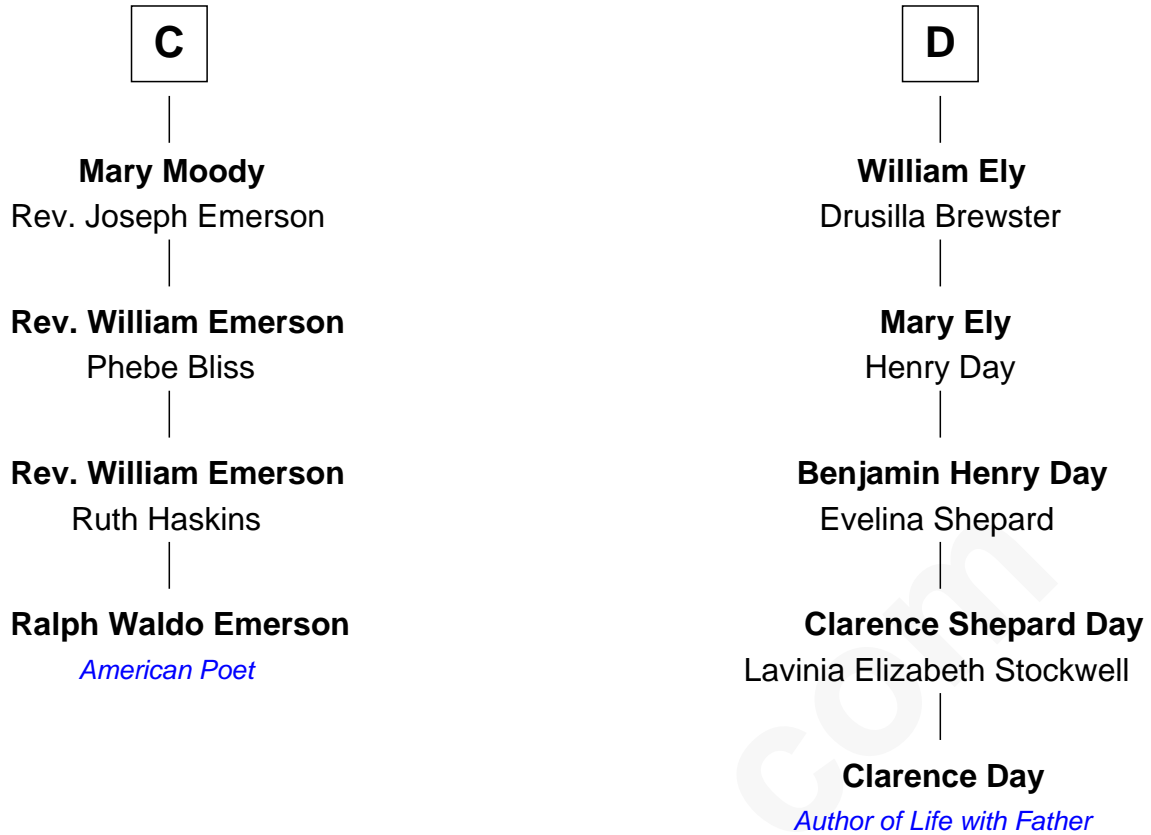 C
Mary Moody
Rev. Joseph Emerson
Rev. William Emerson
Phebe Bliss
Rev. William Emerson
Ruth Haskins
Ralph Waldo Emerson
American Poet
D
William Ely
Drusilla Brewster
Mary Ely
Henry Day
Benjamin Henry Day
Evelina Shepard
Clarence Shepard Day
Lavinia Elizabeth Stockwell
Clarence Day
Author of Life with Father
com